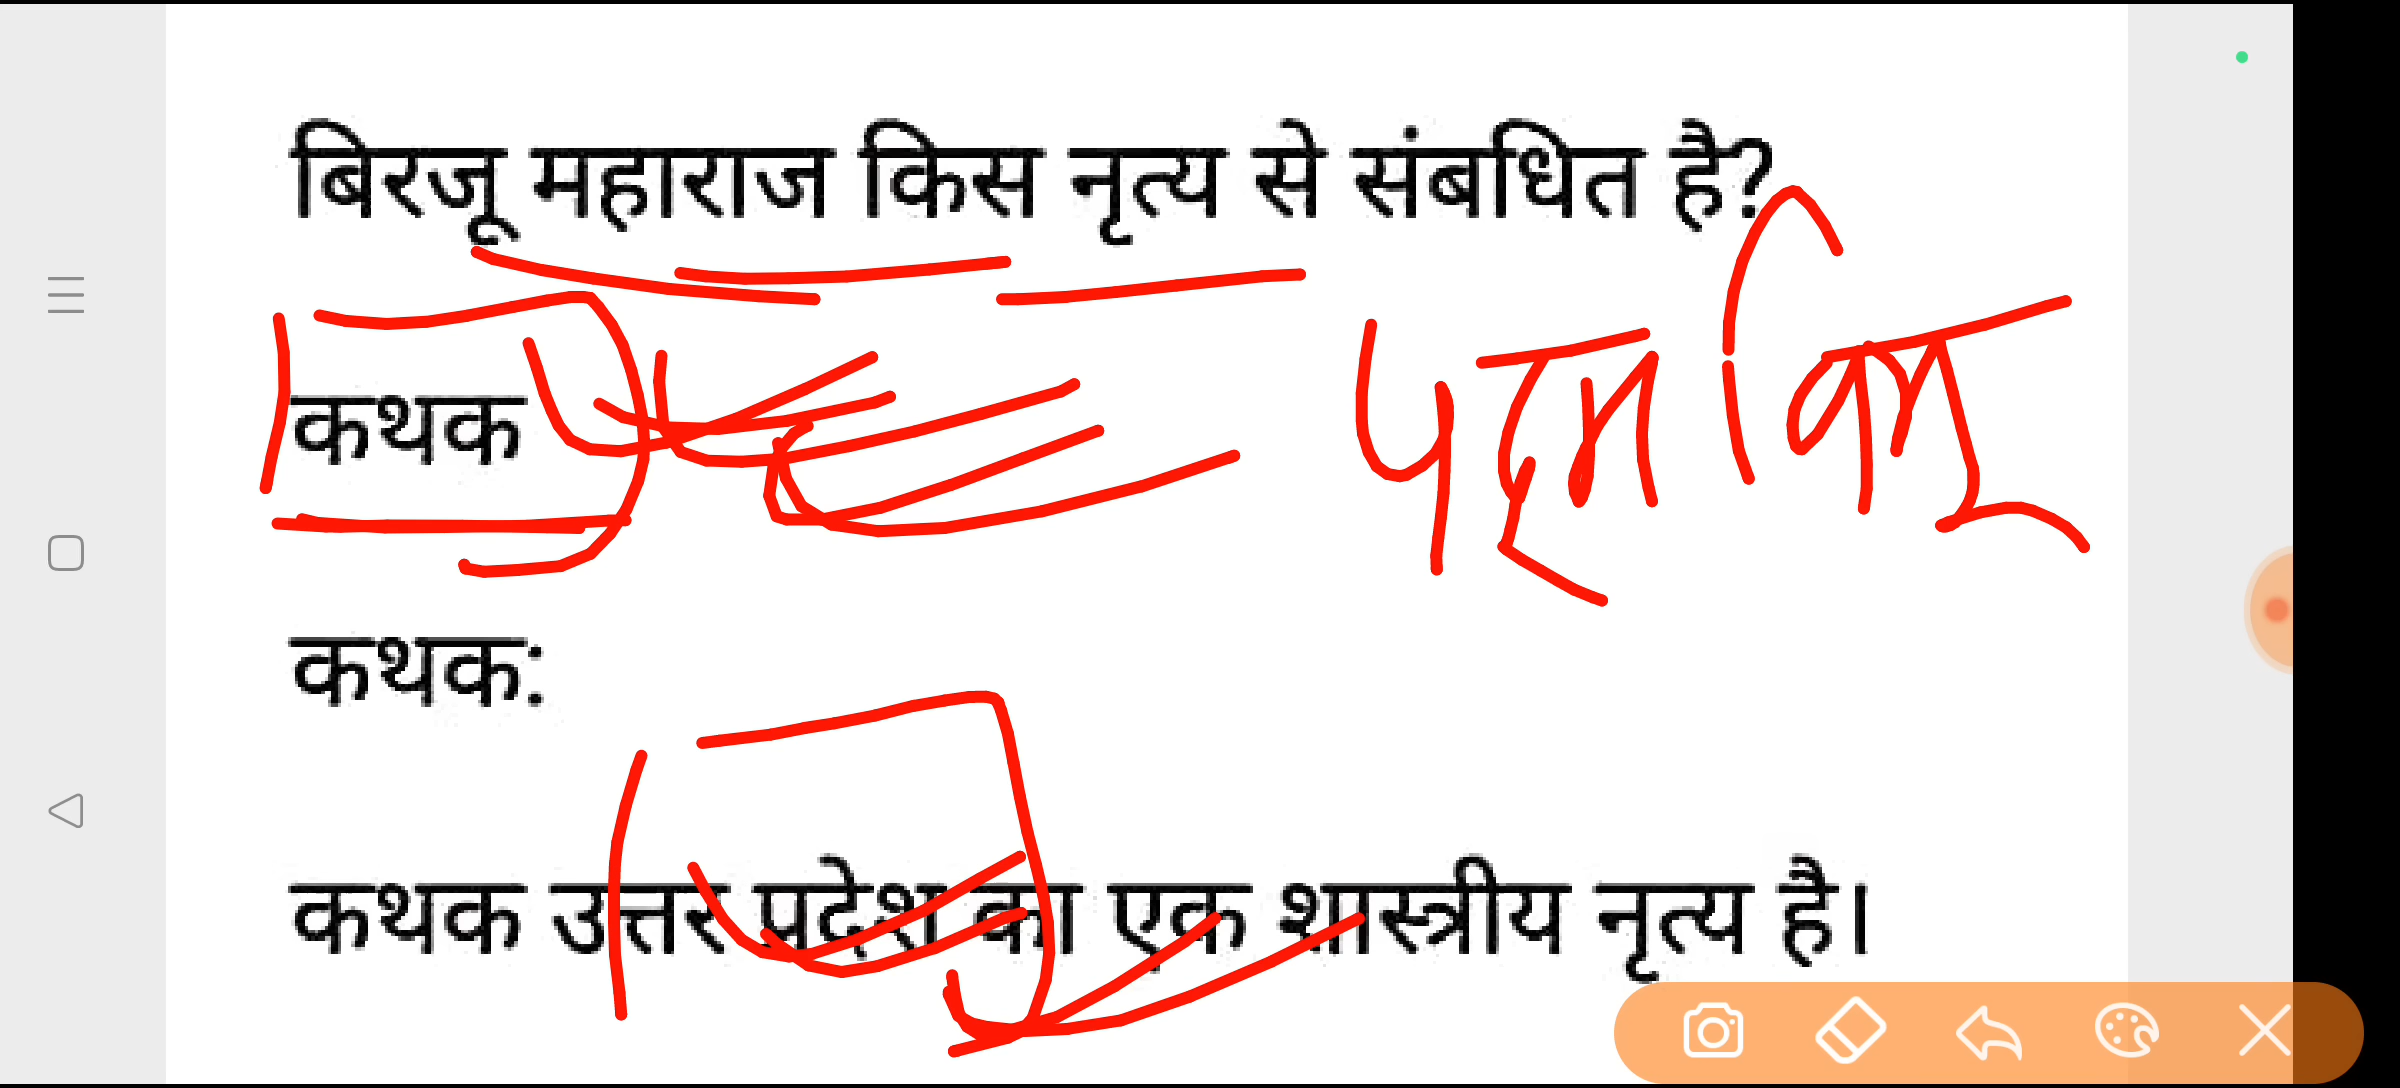 बिरजू महाराज किस नृत्य से संबधित है?
कथक
कथक:
कथक उत्तर प्रदेश का एक शास्त्रीय नृत्य है।